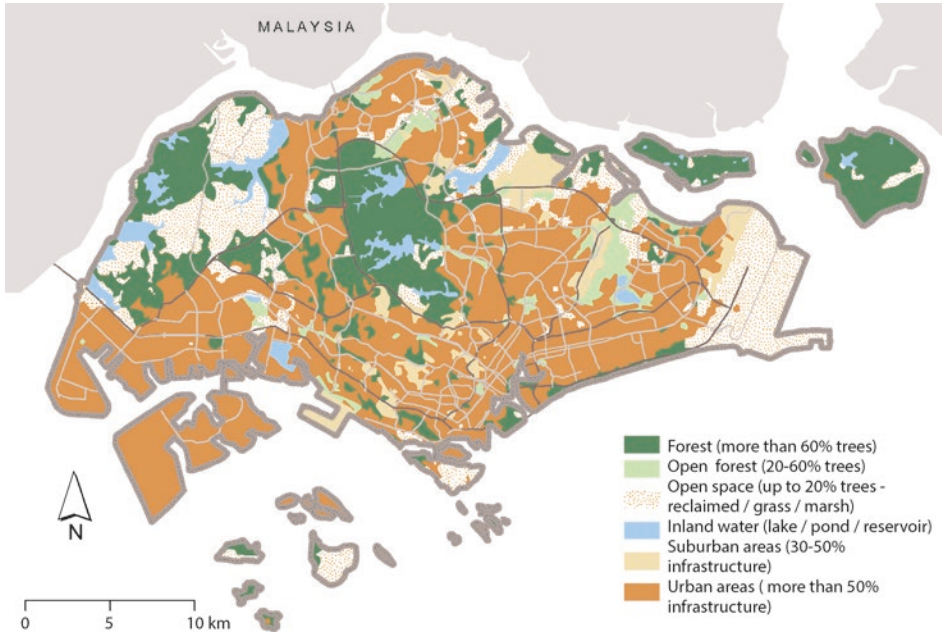 MALAYSIA
Forest (more than 60% trees)
Open forest (20-60% trees)
Open space (up to 20% trees -
reclaimed / grass / marsh)
Inland water (lake / pond / reservoir)
Suburban areas (30-50%
infrastructure)
Urban areas ( more than 50%
infrastructure)
N
0 5 10 km